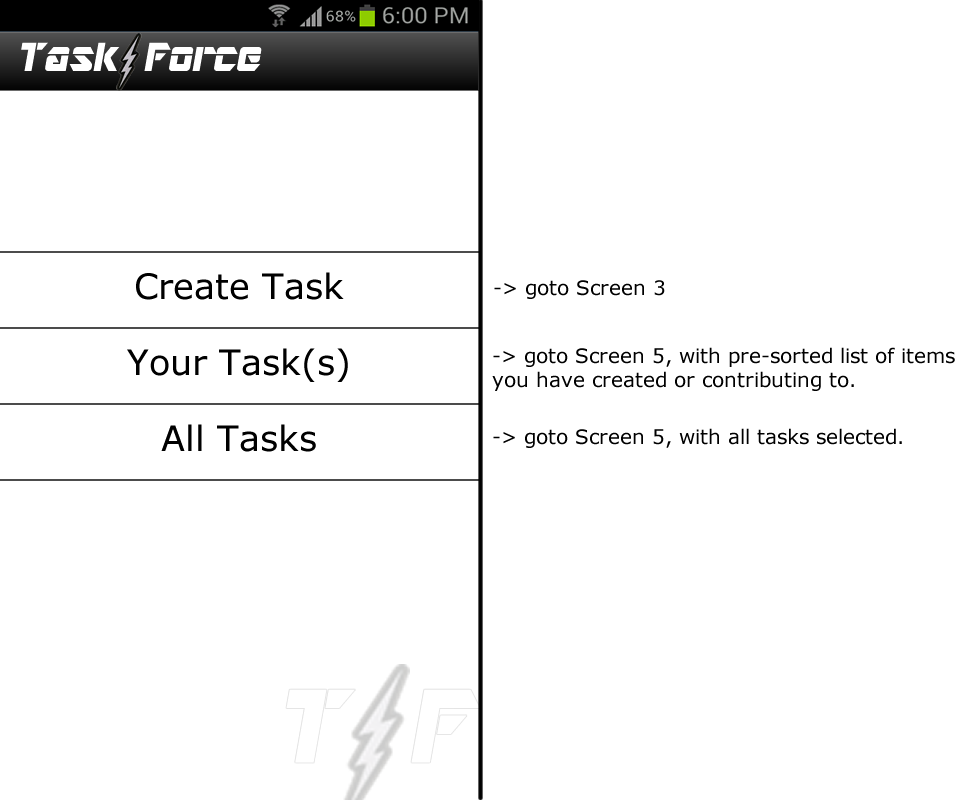 68% 6:00 PM
Task Force
Create Task
-> goto Screen 3
Your Task(s)
-> goto Screen 5, with pre-sorted list of items
you have created or contributing to.
All Tasks
-> goto Screen 5, with all tasks selected.
T F